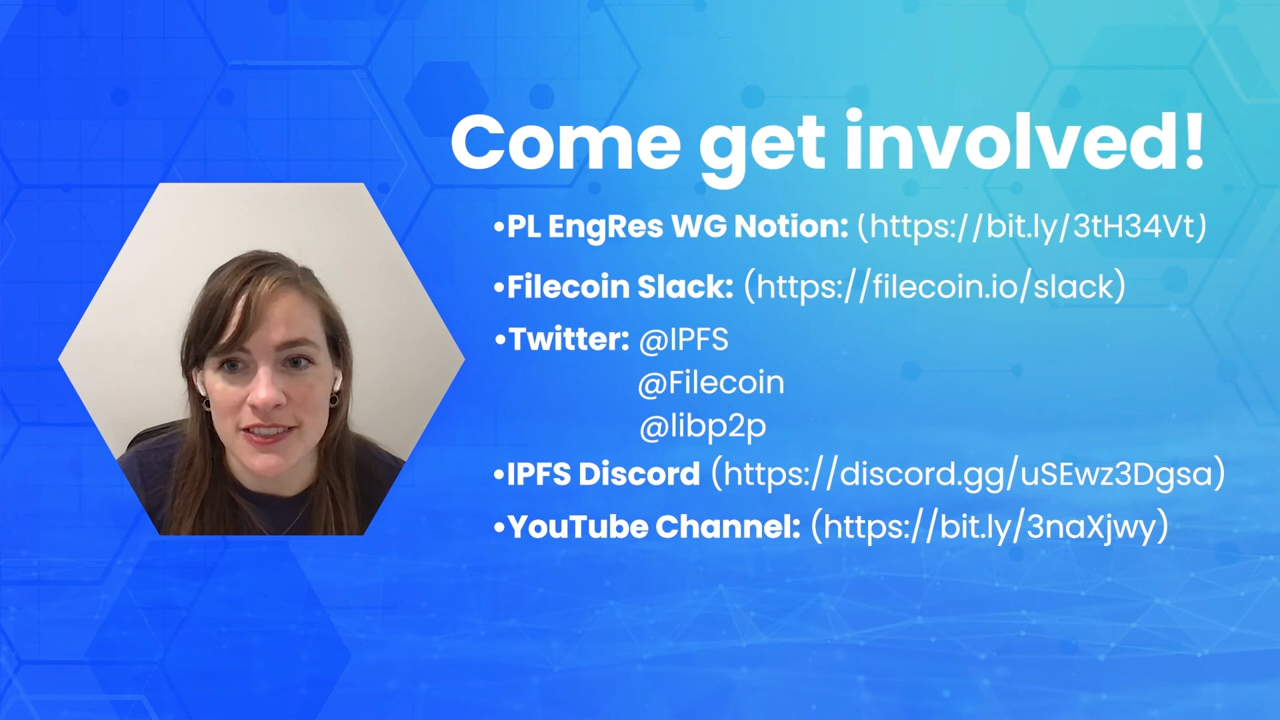 Come get involved!
•PL EngRes WG Notion: (https://bit.ly/3tH34Vt)
•Filecoin Slack: (https://filecoin.io/slack)
•Twitter: @IPFS
@Filecoin
@libp2p
•IPFS Discord (https://discord.gg/uSEwz3Dgsa)
•YouTube Channel: (https://bit.ly/3naXjwy)